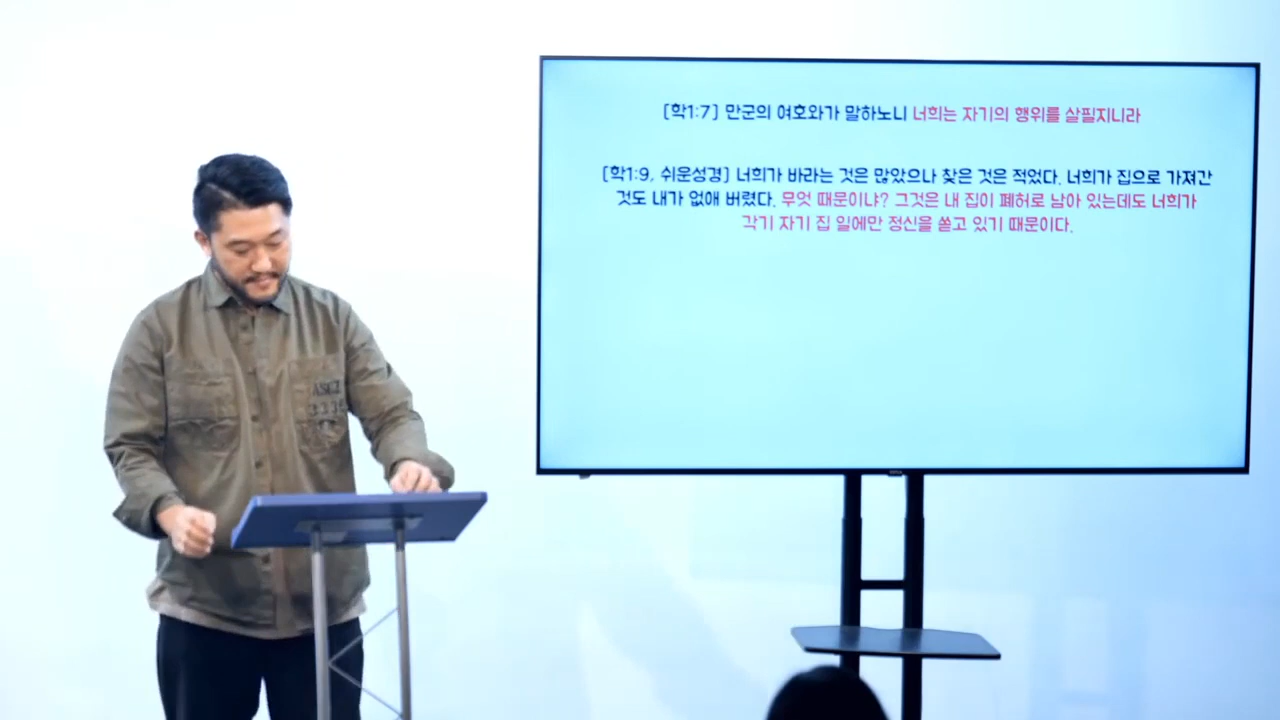 [학1:7] 만군의 여호와가 말하노니 너희는 자기의 행위를 살필지니라
[학1:9, 쉬운성경] 너희가 바라는 것은 많았으나 찾은 것은 적었다. 너희가 집으로 가져간
것도 내가 없애 버렸다. 무엇 때문이냐? 그것은 내 집이 폐허로 남아 있는데도 너희가
각기 자기 집 일에만 정신을 쏟고 있기 때문이다.